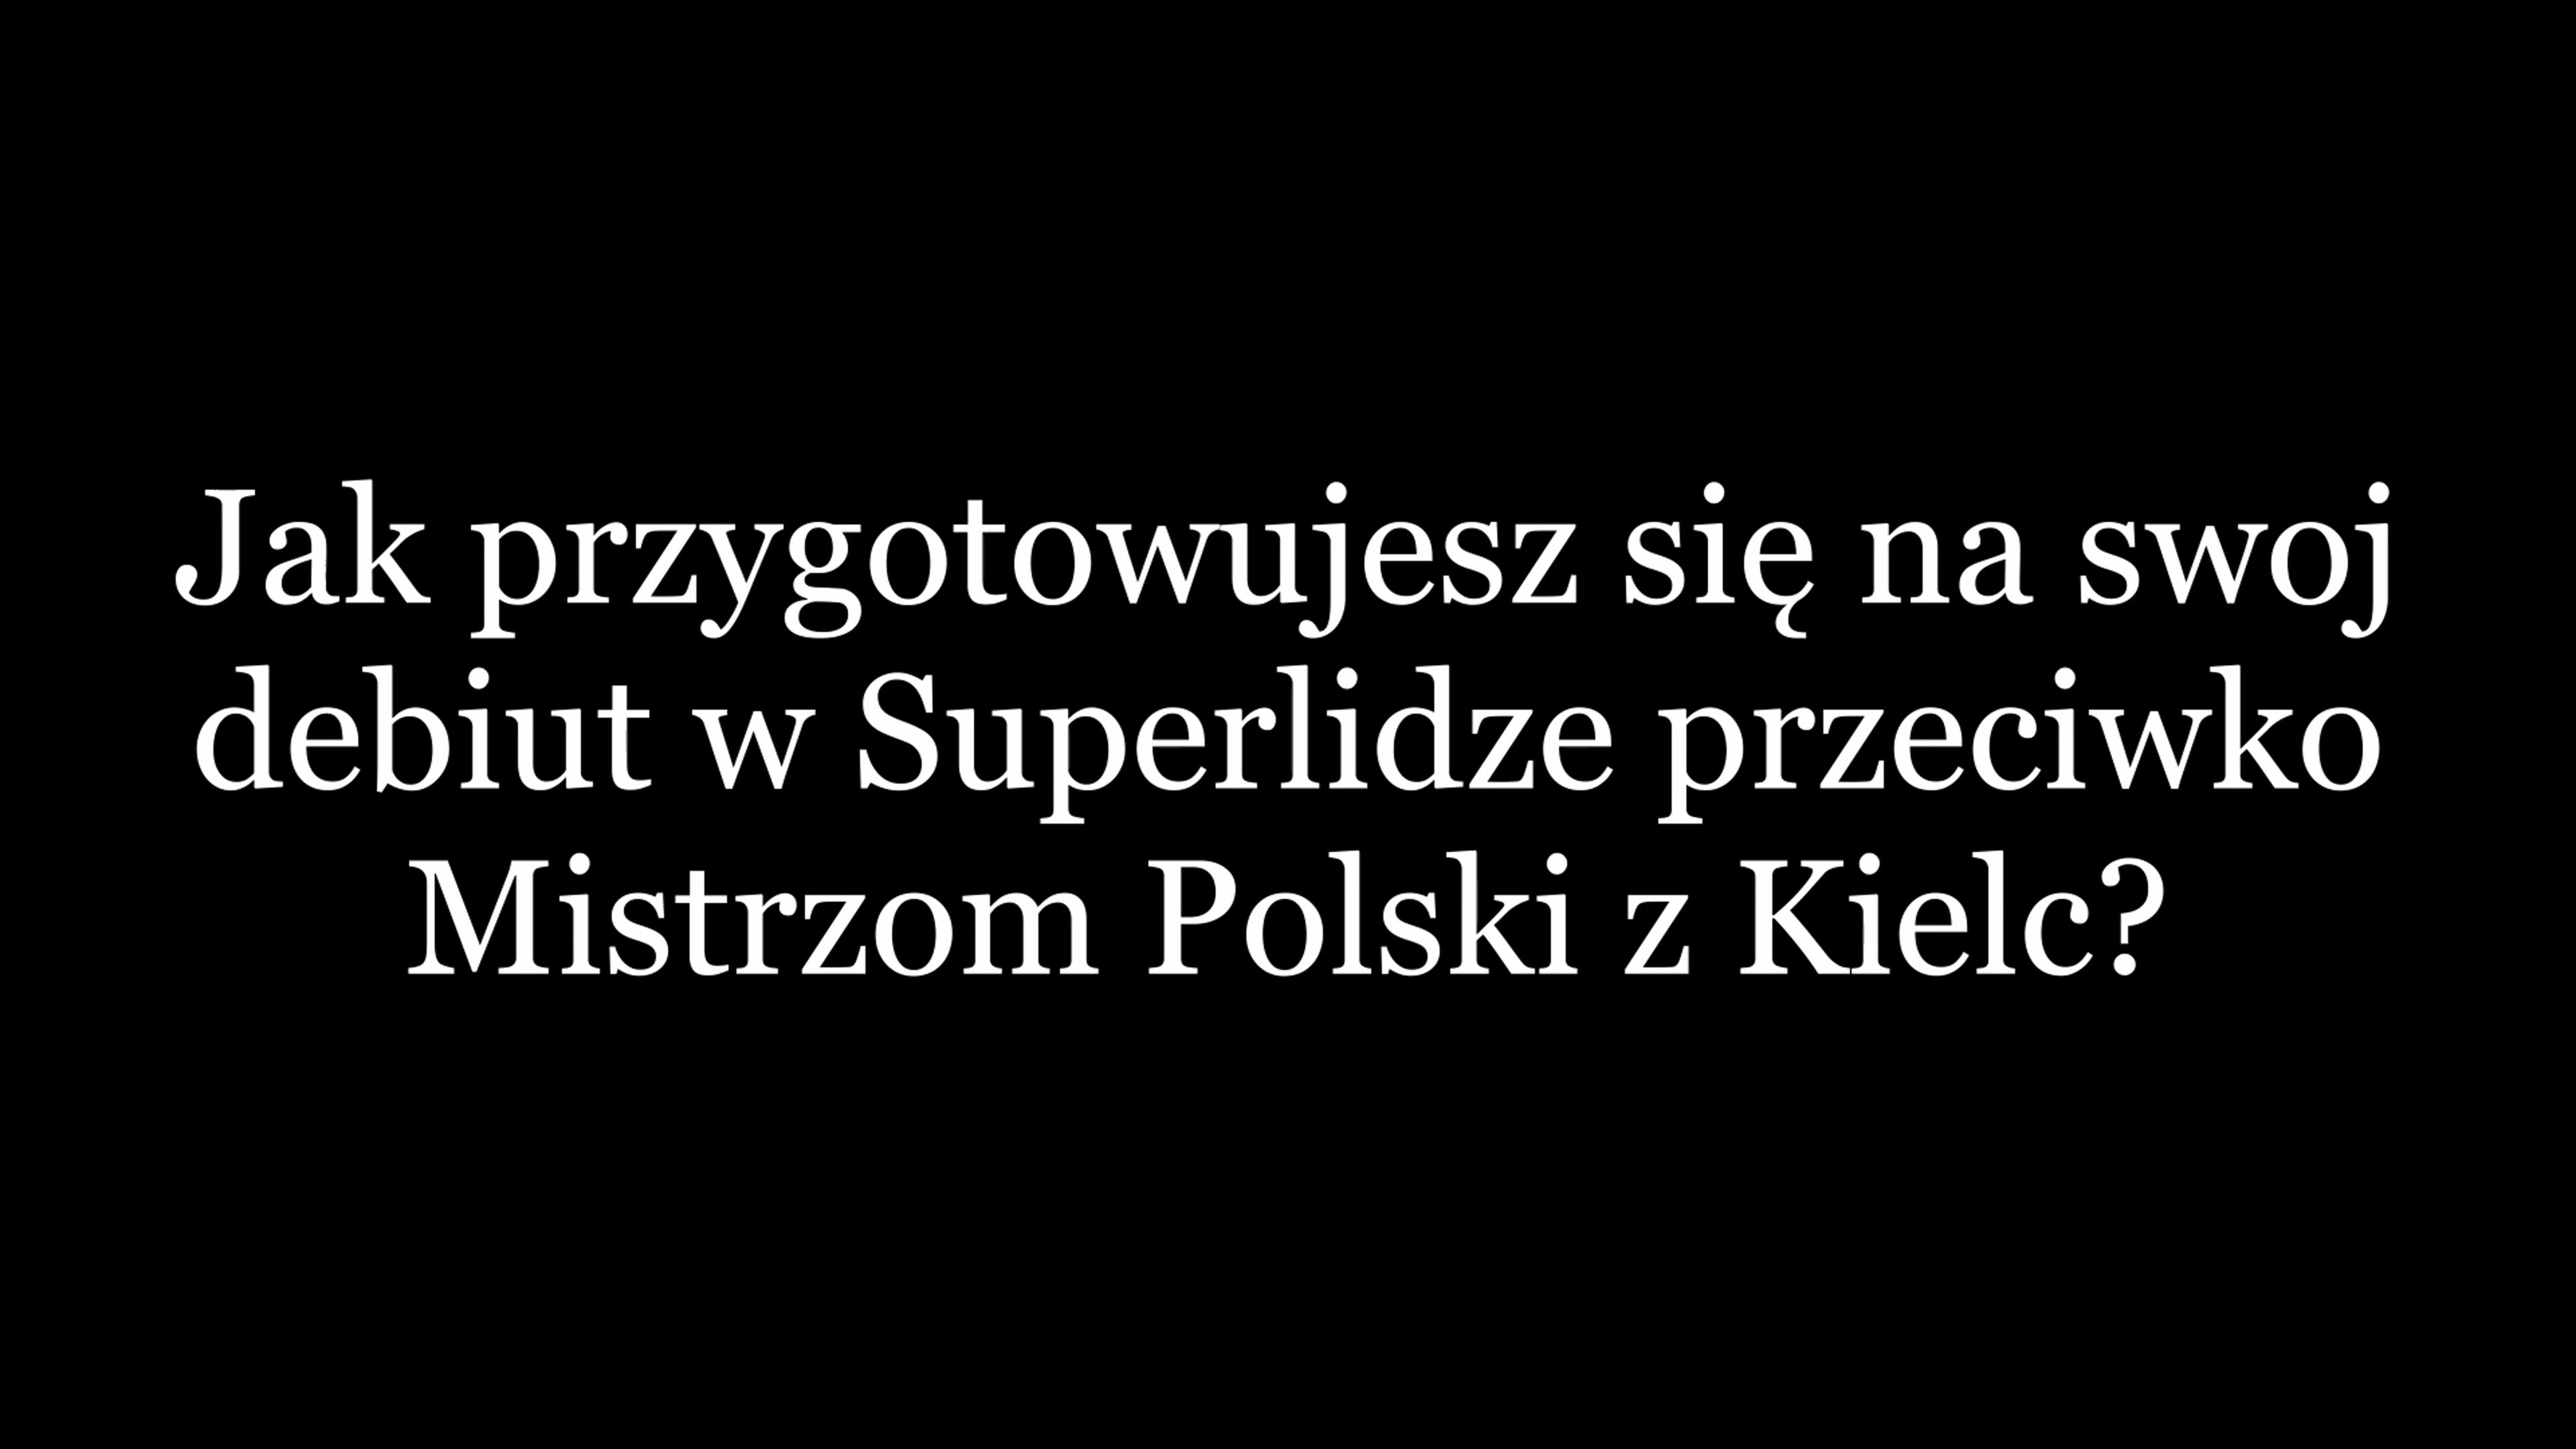 Jak przygotowujesz się na swoj
debiut w Superlidze przeciwko
Mistrzom Polski z Kielc?